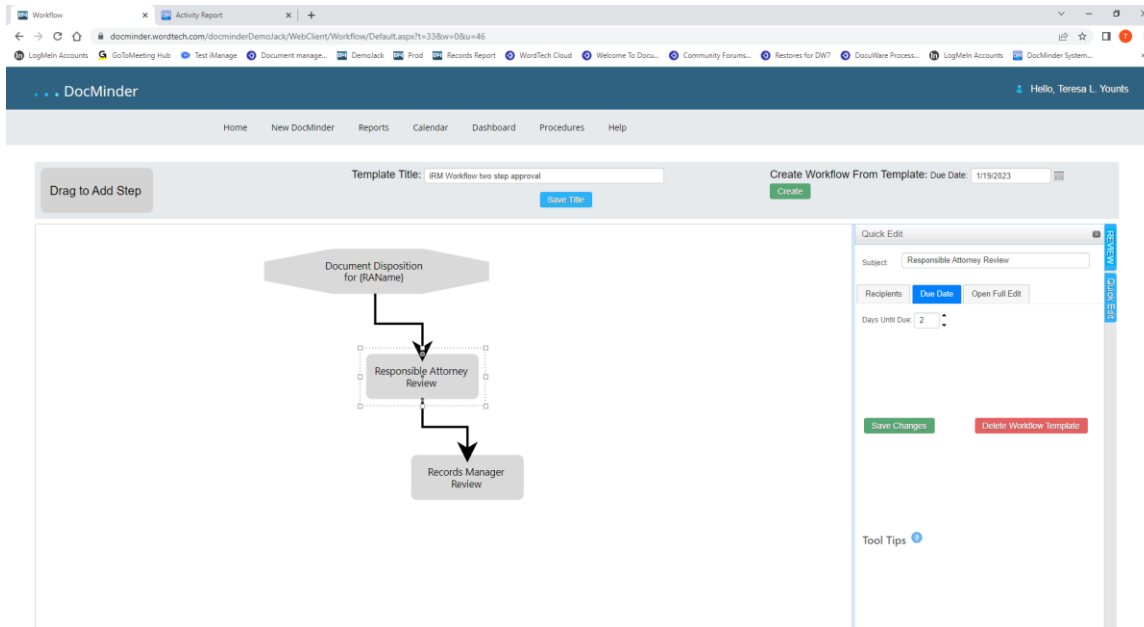 Workflow
Activity Report
docminder.wordtech.com/docminderDemoJack/WebClient/Workflow/Default.aspx?t=33&w=0&u=46
T
LogMeIn Accounts
GoToMeeting Hub
Test iManage
Document manage...
DemoJack
Prod
Records Report
WordTech Cloud
Welcome To Docu...
Community Forums...
Restores for DW7
DocuWare Process...
LogMeIn Accounts
DocMinder System...
... DocMinder
Hello, Teresa L. Younts
Home
New DocMinder
Reports
Calendar
Dashboard
Procedures
Help
Drag to Add Step
Template Title: iRM Workflow two step approval
Save Title
Create Workflow From Template: Due Date: 1/19/2023
Create
Document Disposition
for {RAName}
Responsible Attorney
Review
Records Manager
Review
Quick Edit
Subject: Responsible Attorney Review
Recipients
Due Date
Open Full Edit
Days Until Due: 2
Save Changes
Delete Workflow Template
Tool Tips
REVIEW
Quick Edit